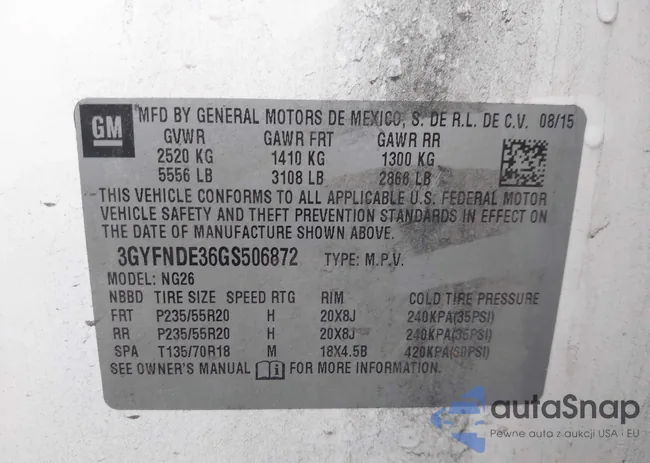 GM
MFD BY GENERAL MOTORS DE MEXICO, S. DE R.L. DE C.V. 08/15
GVWR GAWR FRT GAWR RR
2520 KG 1410 KG 1300 KG
5556 LB 3108 LB 2866 LB
THIS VEHICLE CONFORMS TO ALL APPLICABLE U.S. FEDERAL MOTOR
VEHICLE SAFETY AND THEFT PREVENTION STANDARDS IN EFFECT ON
THE DATE OF MANUFACTURE SHOWN ABOVE.
3GYFNDE36GS506872 TYPE: M.P.V.
MODEL: NG26
NBBD TIRE SIZE SPEED RTG RIM COLD TIRE PRESSURE
FRT P235/55R20 H 20X8J 240KPA(35PSI)
RR P235/55R20 H 20X8J 240KPA(35PSI)
SPA T135/70R18 M 18X4.5B 420KPA(60PSI)
SEE OWNER'S MANUAL i FOR MORE INFORMATION.
autaSnap
Pewne auta z aukcji USA i EU